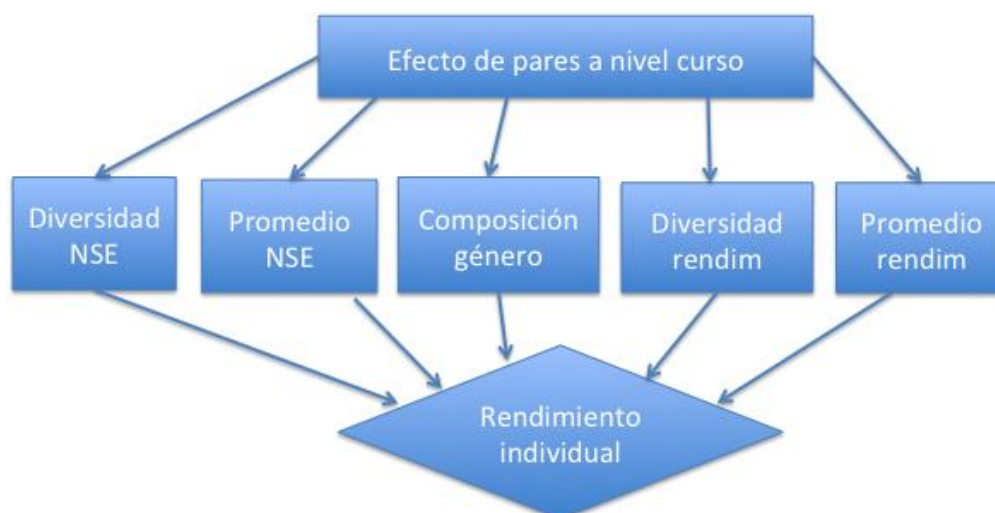 Efecto de pares a nivel curso
Diversidad
NSE
Promedio
NSE
Composición
género
Diversidad
rendim
Promedio
rendim
Rendimiento
individual